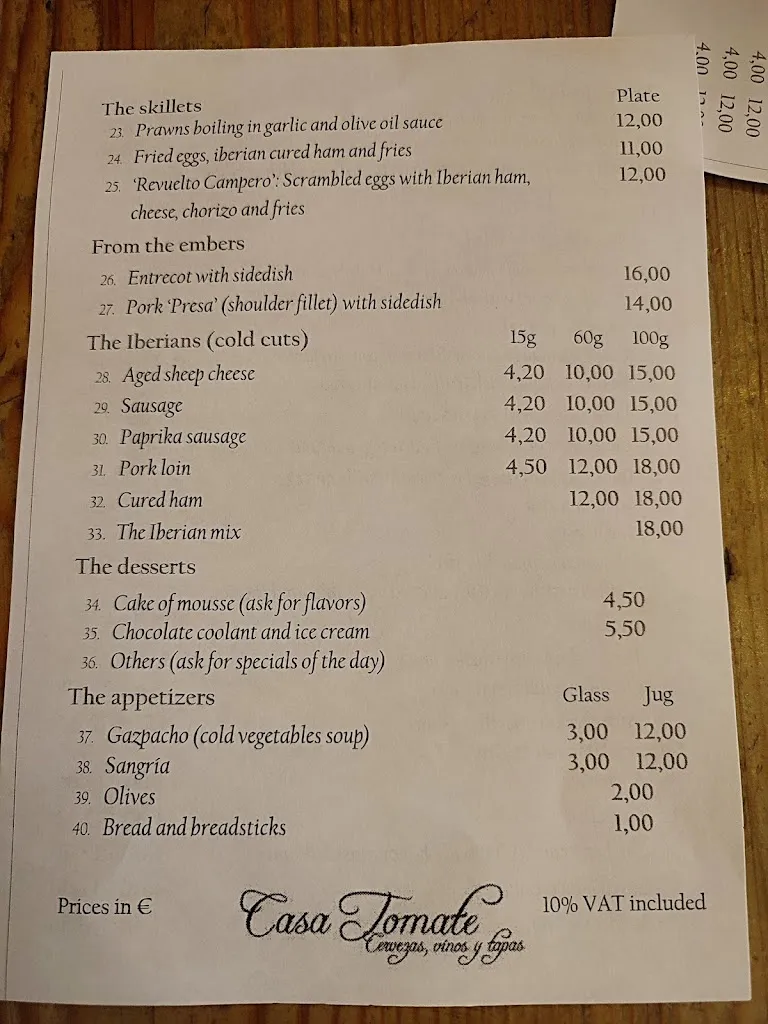 The skillets Plate
23. Prawns boiling in garlic and olive oil sauce 12,00
24. Fried eggs, iberian cured ham and fries 11,00
25. 'Revuelto Campero': Scrambled eggs with Iberian ham, 12,00
cheese, chorizo and fries
From the embers
26. Entrecot with sidedish 16,00
27. Pork 'Presa' (shoulder fillet) with sidedish 14,00
The Iberians (cold cuts) 15g 60g 100g
28. Aged sheep cheese 4,20 10,00 15,00
29. Sausage 4,20 10,00 15,00
30. Paprika sausage 4,20 10,00 15,00
31. Pork loin 4,50 12,00 18,00
32. Cured ham 12,00 18,00
33. The Iberian mix 18,00
The desserts
34. Cake of mousse (ask for flavors) 4,50
35. Chocolate coolant and ice cream 5,50
36. Others (ask for specials of the day)
The appetizers Glass Jug
37. Gazpacho (cold vegetables soup) 3,00 12,00
38. Sangría 3,00 12,00
39. Olives 2,00
40. Bread and breadsticks 1,00
Prices in €
Casa Tomate
Cervezas, vinos y tapas
10% VAT included
4,00 12,00
4,00 12,00
4,00